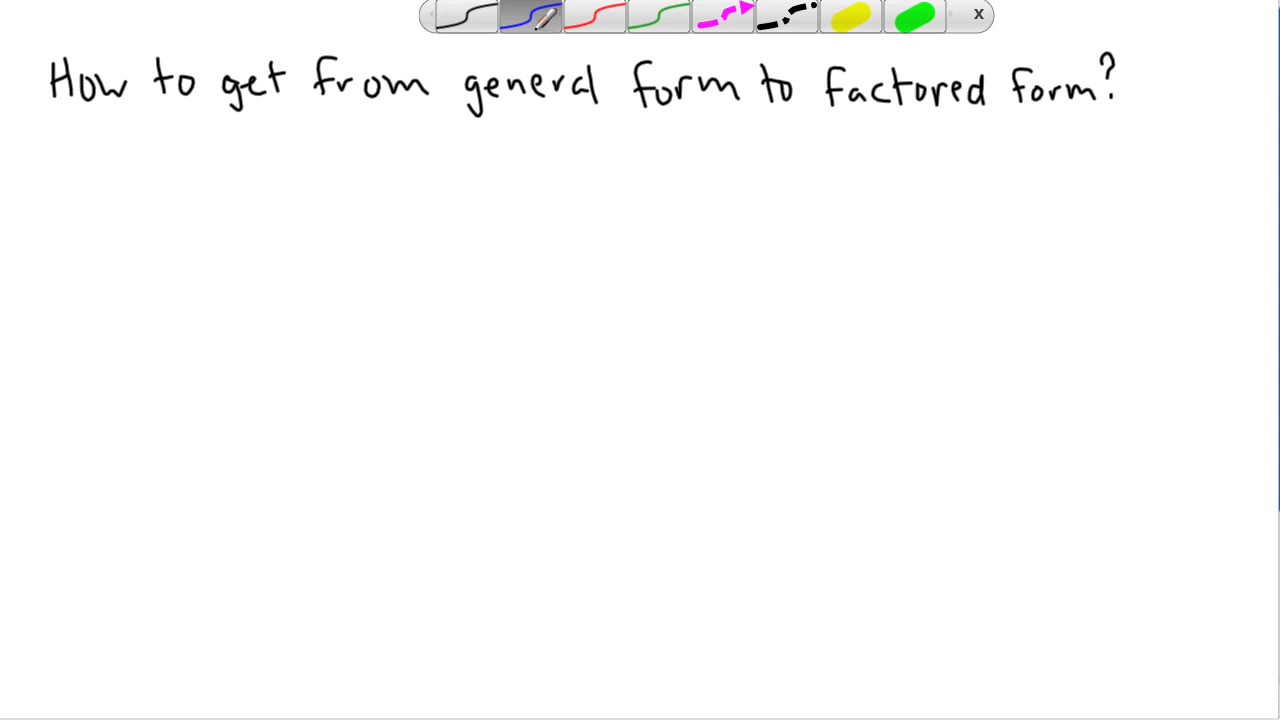 x
How to get from general form to factored form?